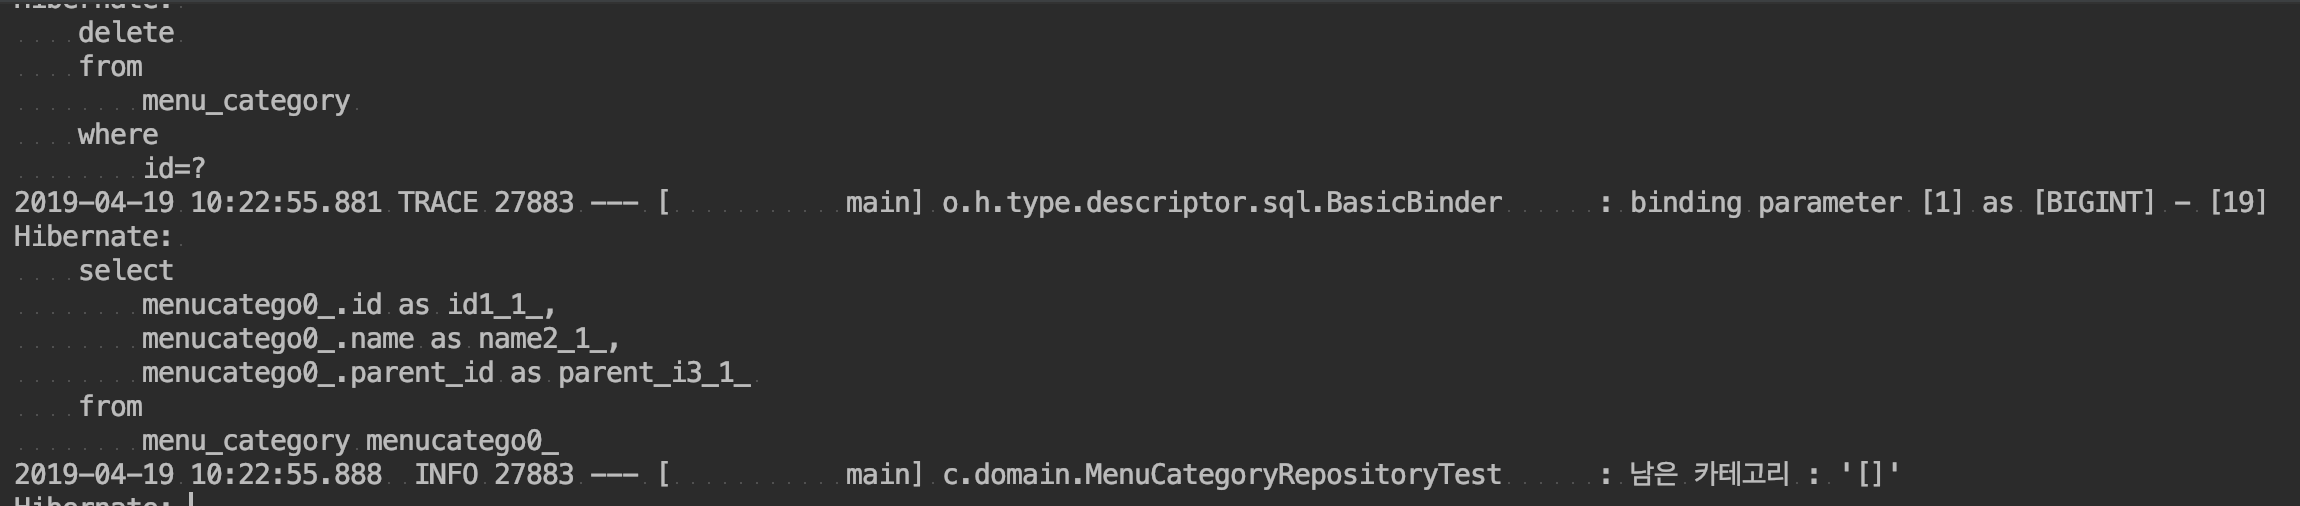 Hibernate:
delete
from
menu_category
where
id=?
2019-04-19 10:22:55.881 TRACE 27883 --- [           main] o.h.type.descriptor.sql.BasicBinder      : binding parameter [1] as [BIGINT] - [19]
Hibernate:
select
menucatego0_.id as id1_1_,
menucatego0_.name as name2_1_,
menucatego0_.parent_id as parent_i3_1_
from
menu_category menucatego0_
2019-04-19 10:22:55.888  INFO 27883 --- [           main] c.domain.MenuCategoryRepositoryTest      : 남은 카테고리 : '[]'
Hibernate: